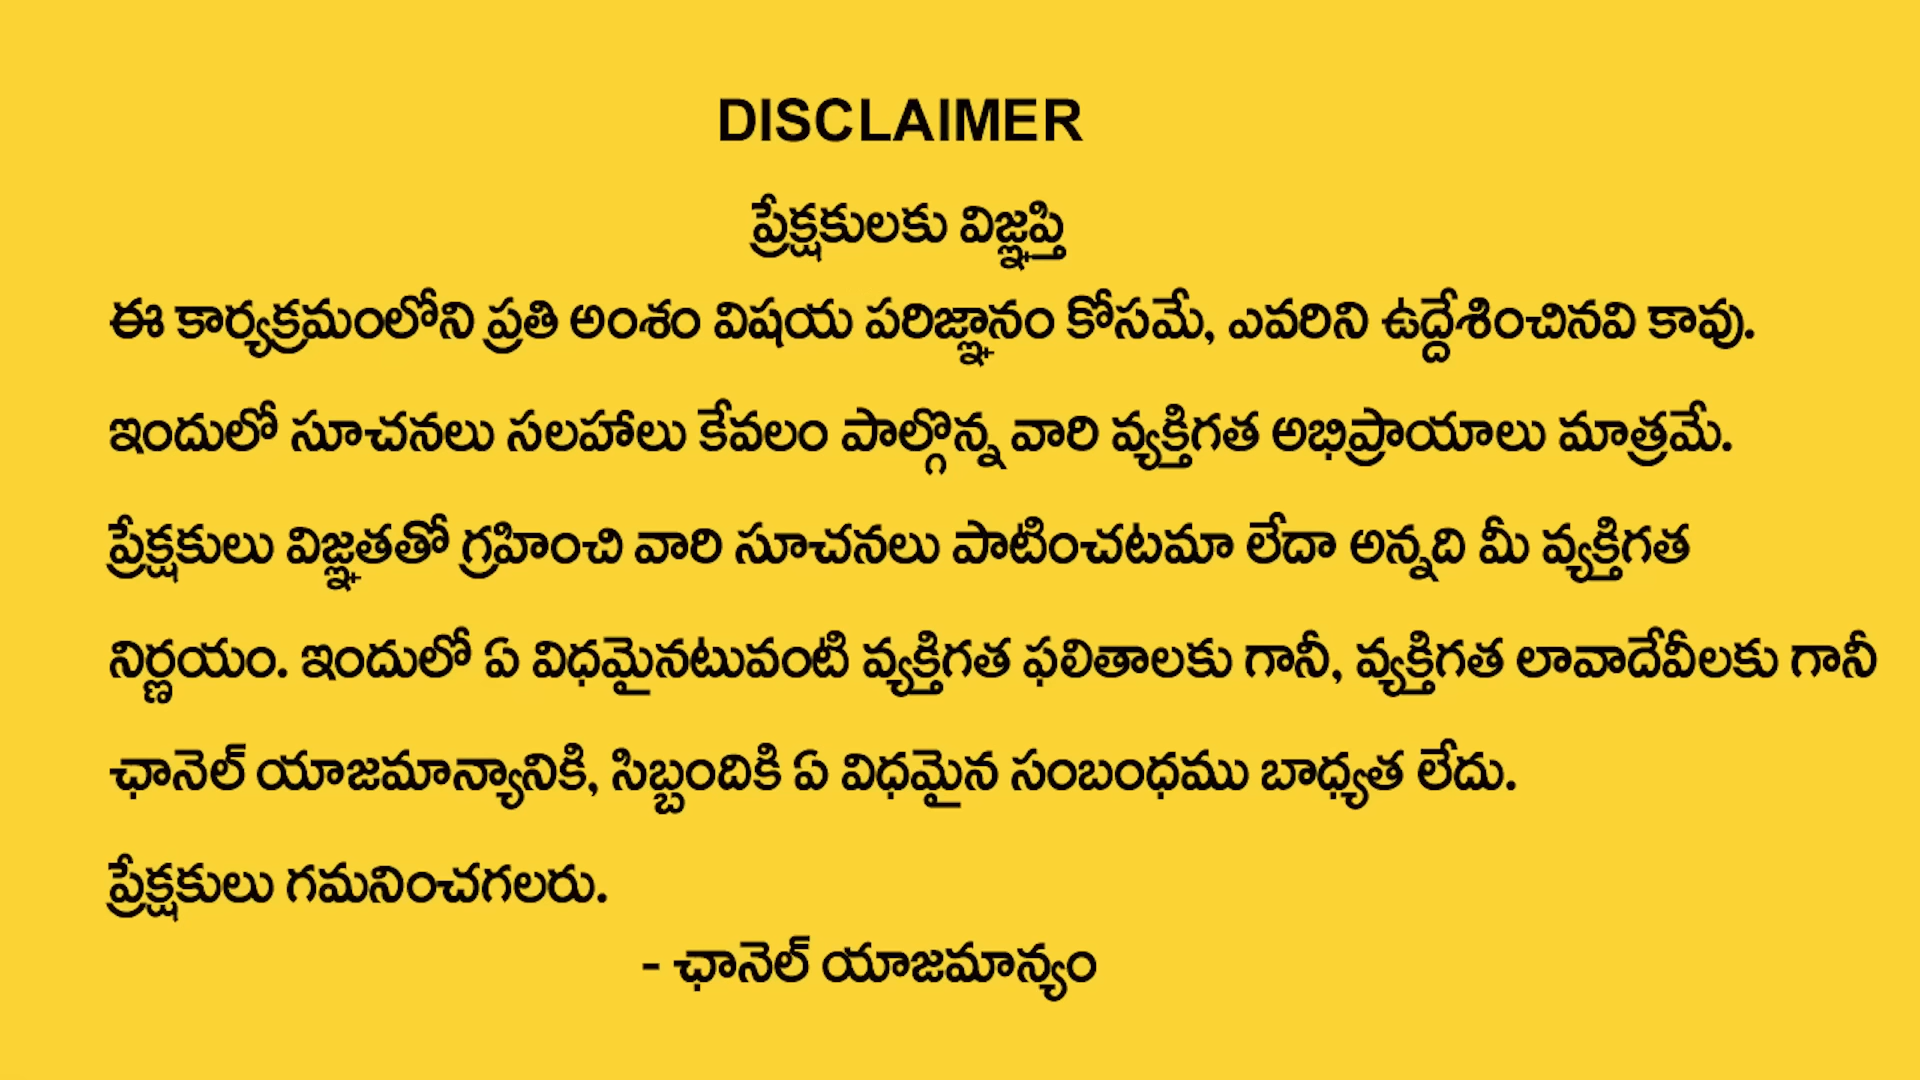 DISCLAIMER
ప్రేక్షకులకు విజ్ఞప్తి
ఈ కార్యక్రమంలోని ప్రతి అంశం విషయ పరిజ్ఞానం కోసమే, ఎవరిని ఉద్దేశించినవి కావు.
ఇందులో సూచనలు సలహాలు కేవలం పాల్గొన్న వారి వ్యక్తిగత అభిప్రాయాలు మాత్రమే.
ప్రేక్షకులు విజ్ఞతతో గ్రహించి వారి సూచనలు పాటించటమా లేదా అన్నది మీ వ్యక్తిగత
నిర్ణయం. ఇందులో ఏ విధమైనటువంటి వ్యక్తిగత ఫలితాలకు గానీ, వ్యక్తిగత లావాదేవీలకు గానీ
ఛానెల్ యాజమాన్యానికి, సిబ్బందికి ఏ విధమైన సంబంధము బాధ్యత లేదు.
ప్రేక్షకులు గమనించగలరు.
- ఛానెల్ యాజమాన్యం